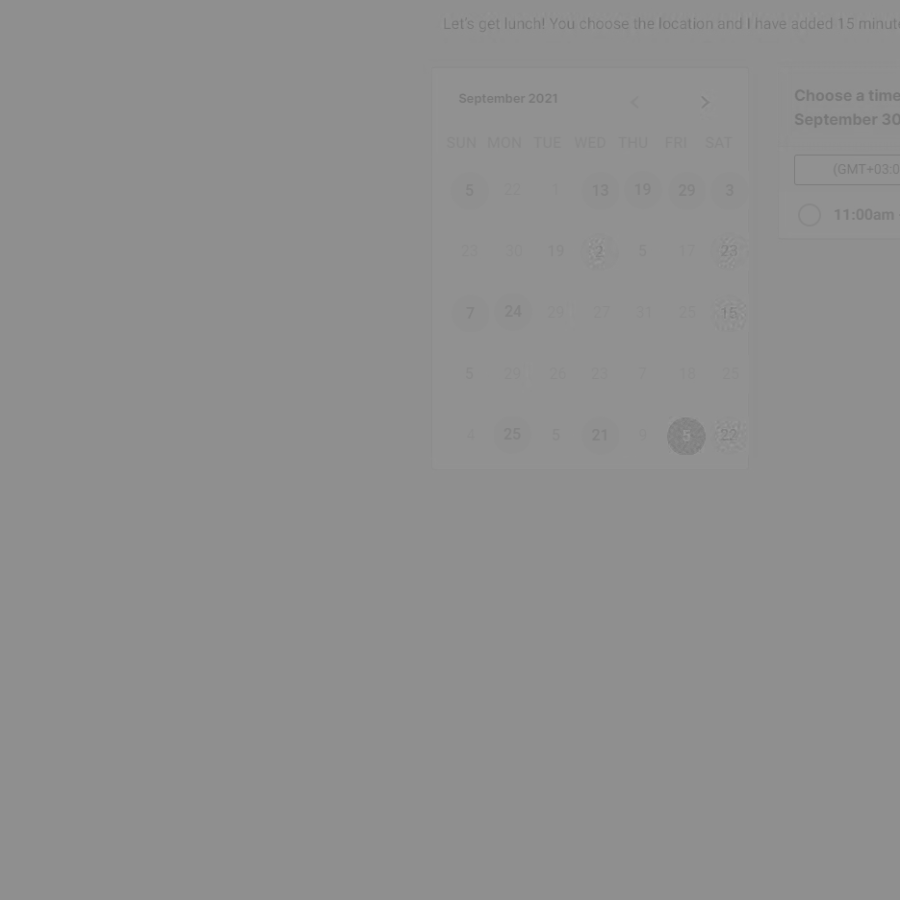 Let's get lunch! You choose the location and I have added 15 minut
September 2021
SUN MON TUE WED THU FRI SAT
5 22 1 13 19 29 3
23 30 19 2 5 17 23
7 24 29 27 31 25 15
5 29 26 23 7 18 25
4 25 5 21 9 5 22
Choose a time
September 30
(GMT+03:0
11:00am